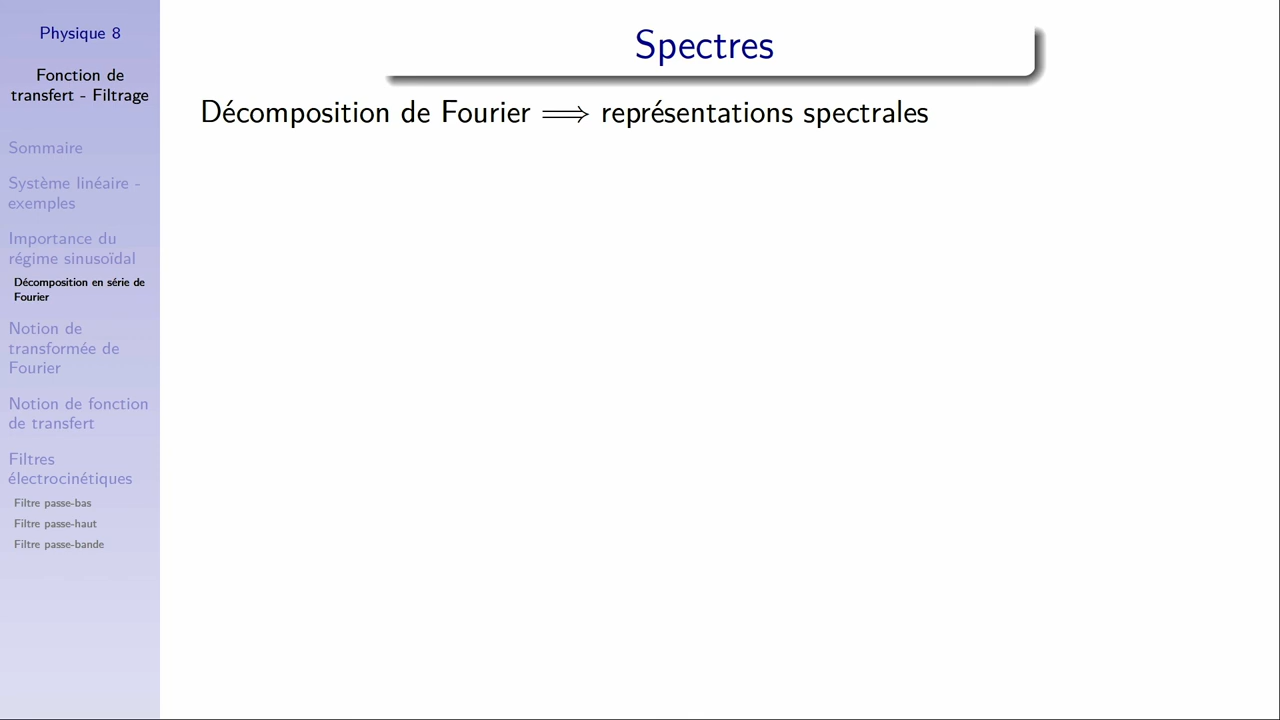 Physique 8
Fonction de
transfert - Filtrage
Sommaire
Système linéaire -
exemples
Importance du
régime sinusoïdal
Décomposition en série de
Fourier
Notion de
transformée de
Fourier
Notion de fonction
de transfert
Filtres
électrocinétiques
Filtre passe-bas
Filtre passe-haut
Filtre passe-bande
Spectres
Décomposition de Fourier ⟹ représentations spectrales